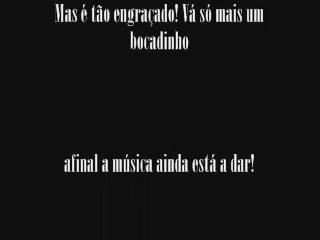 Mas é tão engraçado! Vá só mais um
bocadinho
afinal a música ainda está a dar!